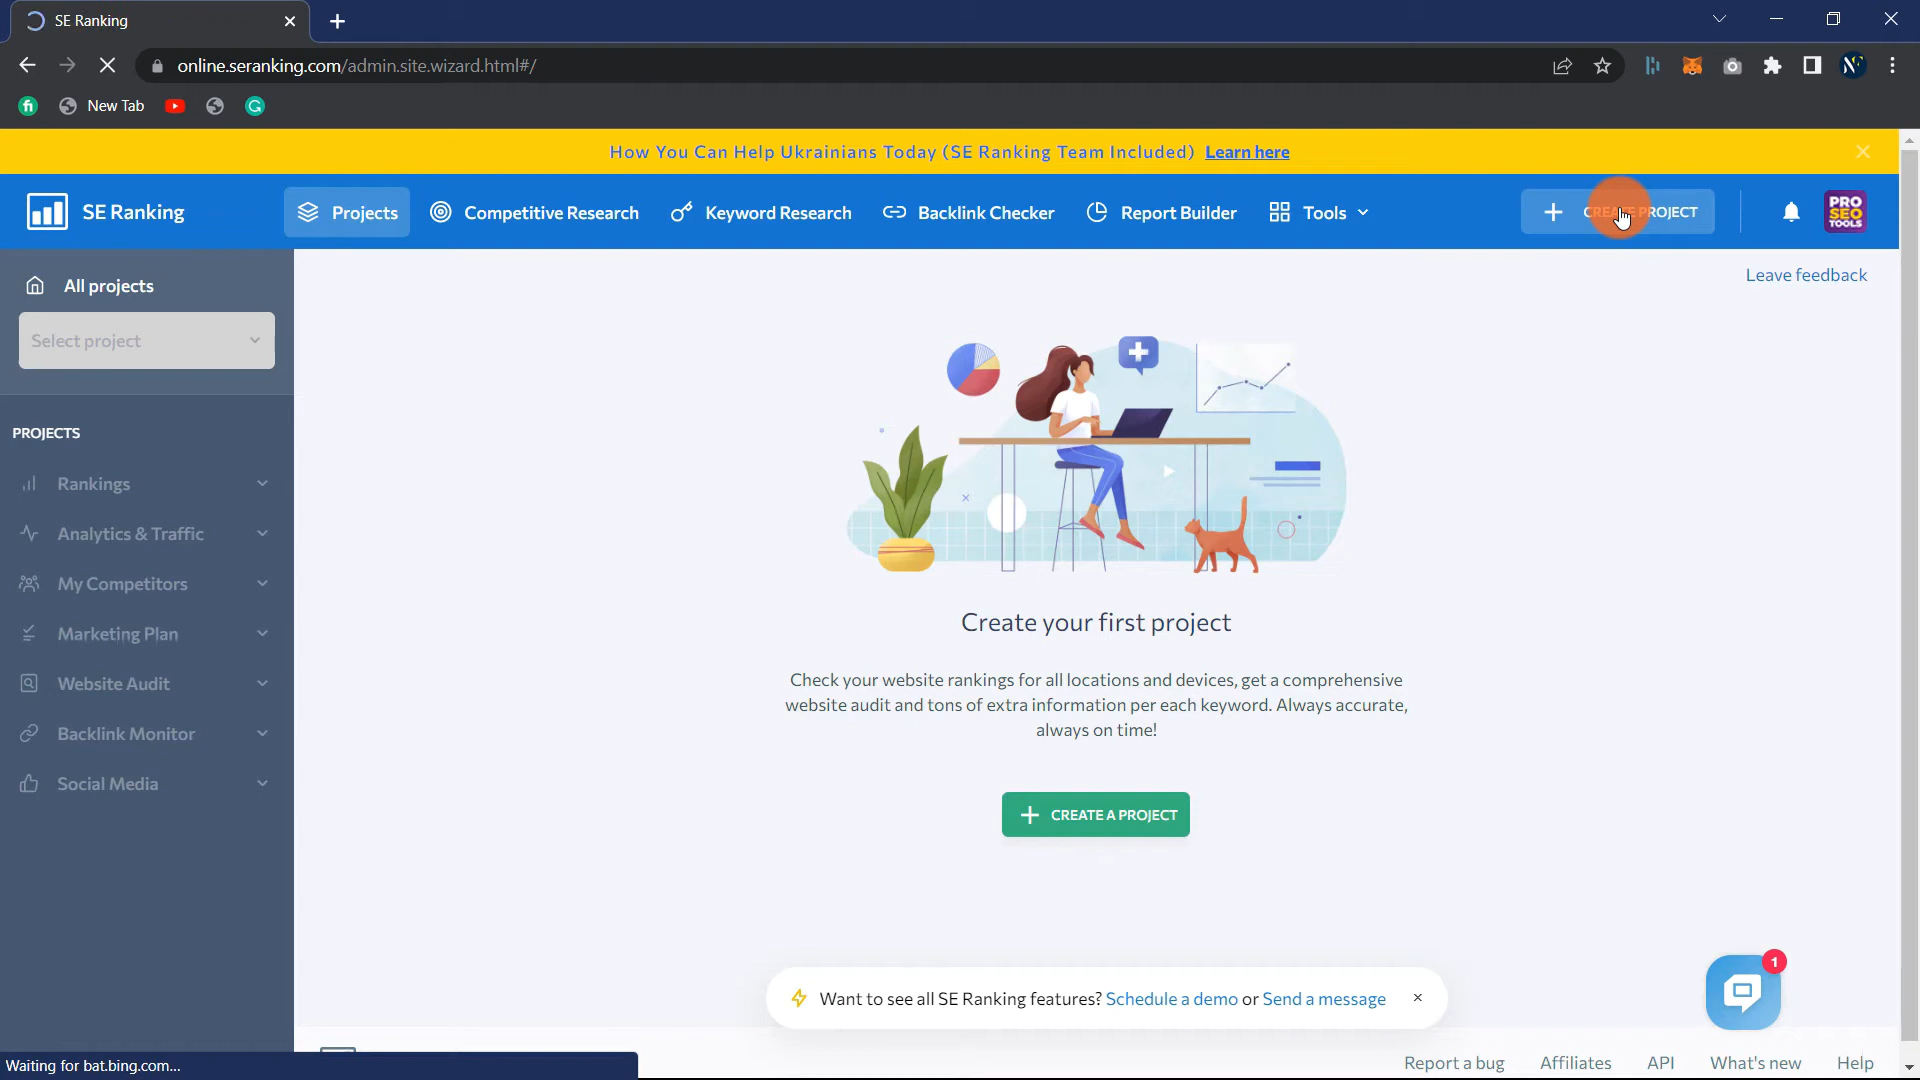 SE Ranking
online.seranking.com/admin.site.wizard.html#/
New Tab
How You Can Help Ukrainians Today (SE Ranking Team Included) Learn here
SE Ranking
Projects
Competitive Research
Keyword Research
Backlink Checker
Report Builder
Tools
CREATE PROJECT
PRO SEO TOOLS
All projects
Select project
Leave feedback
PROJECTS
Rankings
Analytics & Traffic
My Competitors
Marketing Plan
Website Audit
Backlink Monitor
Social Media
Create your first project
Check your website rankings for all locations and devices, get a comprehensive
website audit and tons of extra information per each keyword. Always accurate,
always on time!
CREATE A PROJECT
1
Want to see all SE Ranking features? Schedule a demo or Send a message
Waiting for bat.bing.com...
Report a bug
Affiliates
API
What's new
Help